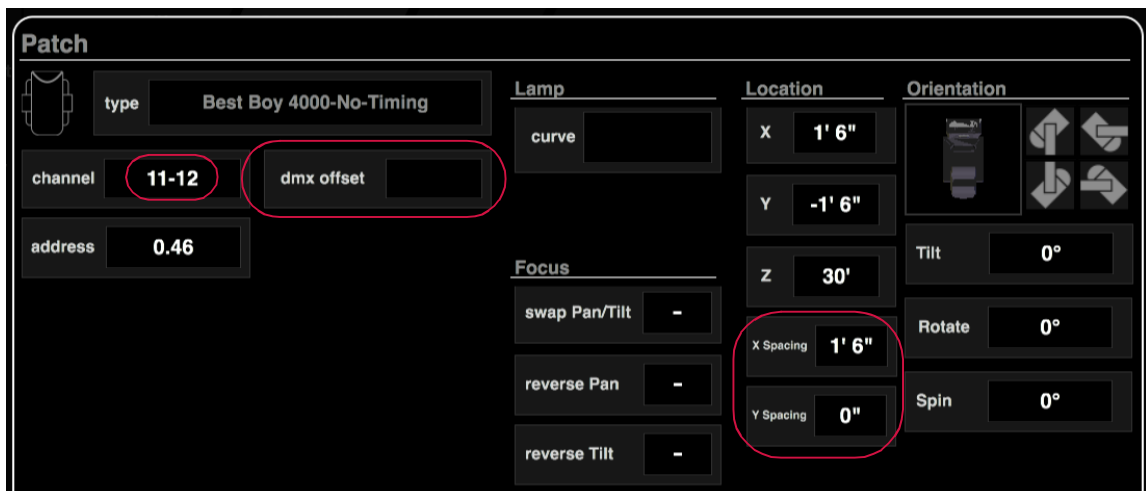 Patch
type Best Boy 4000-No-Timing
channel 11-12 dmx offset
address 0.46
Lamp
curve
Focus
swap Pan/Tilt -
reverse Pan -
reverse Tilt -
Location
X 1' 6"
Y -1' 6"
Z 30'
X Spacing 1' 6"
Y Spacing 0"
Orientation
Tilt 0°
Rotate 0°
Spin 0°